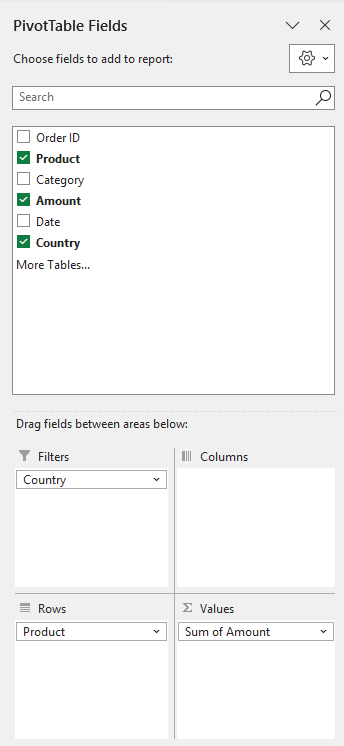 PivotTable Fields
Choose fields to add to report:
Search
Order ID
Product
Category
Amount
Date
Country
More Tables...
Drag fields between areas below:
Filters
Columns
Country
Rows
Values
Product
Sum of Amount